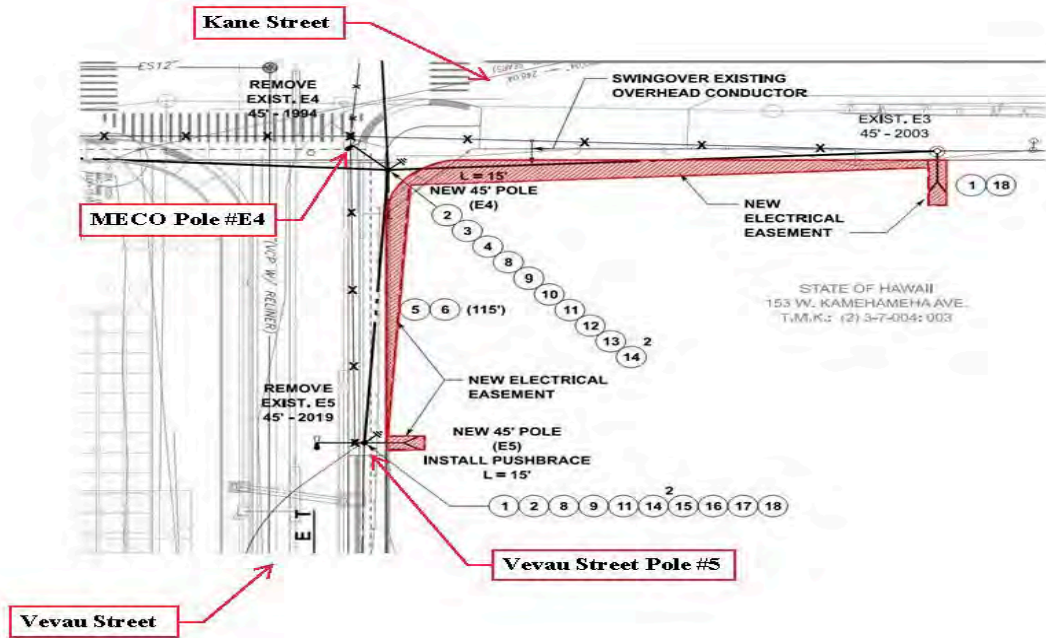 Kane Street
ES12"
REMOVE
EXIST. E4
45' - 1994
SWINGOVER EXISTING
OVERHEAD CONDUCTOR
EXIST. E3
45' - 2003
MECO Pole #E4
L = 15'
NEW 45' POLE
(E4)
2
3
4
8
9
10
11
12
13
2
14
NEW
ELECTRICAL
EASEMENT
1 18
STATE OF HAWAII
153 W. KAMEHAMEHA AVE.
T.M.K.: (2) 3-7-004: 003
(VCP W/ RELINER)
5 6 (115')
REMOVE
EXIST. E5
45' - 2019
NEW ELECTRICAL
EASEMENT
NEW 45' POLE
(E5)
INSTALL PUSHBRACE
L = 15'
2
1 2 8 9 11 14 15 16 17 18
E T
Vevau Street Pole #5
Vevau Street